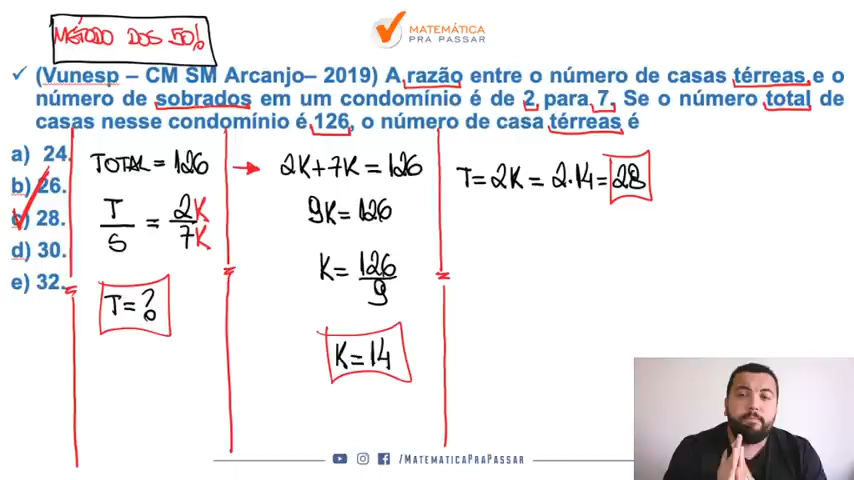 MÉTODO DOS 50%
MATEMÁTICA
PRA PASSAR
✓ (Vunesp – CM SM Arcanjo– 2019) A razão entre o número de casas térreas e o
número de sobrados em um condomínio é de 2 para 7. Se o número total de
casas nesse condomínio é 126, o número de casa térreas é
a) 24.
b) 26.
c) 28.
d) 30.
e) 32.
TOTAL = 126
T/S = 2K/7K
T = ?
2K + 7K = 126
9K = 126
K = 126/9
K = 14
T = 2K = 2·14 = 28
/MATEMATICAPRAPASSAR